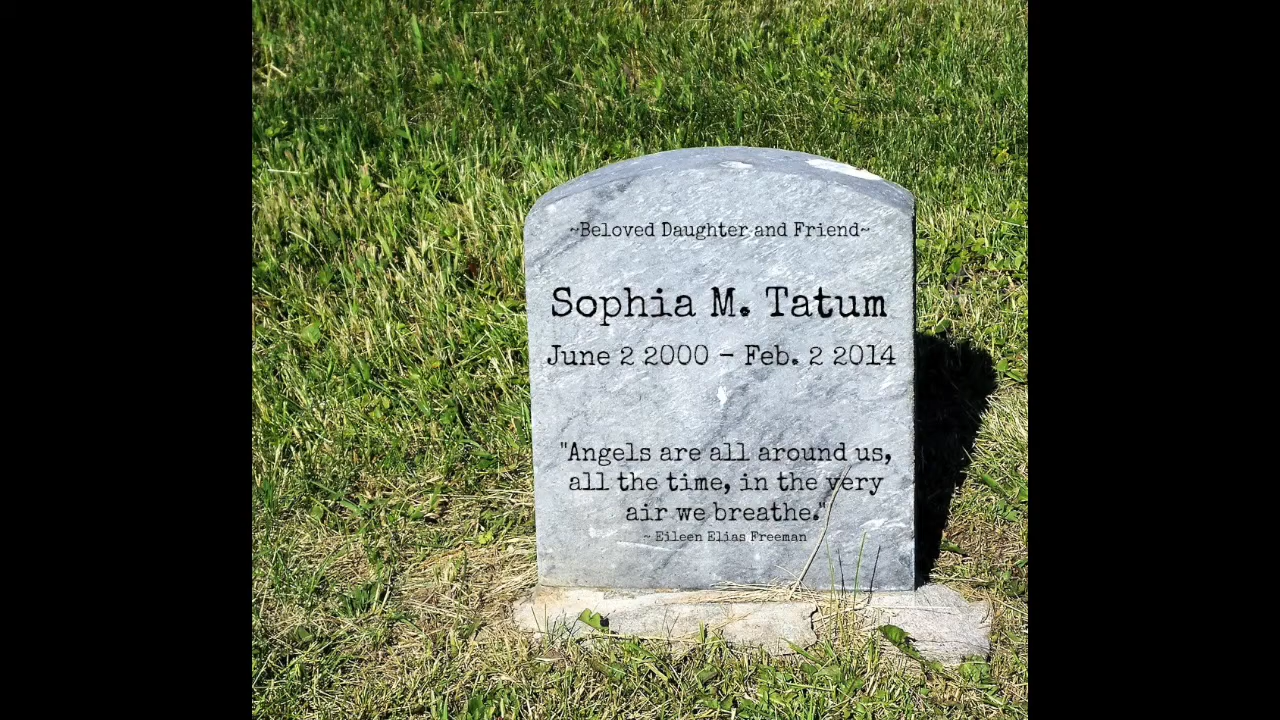 ~Beloved Daughter and Friend~
Sophia M. Tatum
June 2 2000 - Feb. 2 2014
"Angels are all around us,
all the time, in the very
air we breathe."
~ Eileen Elias Freeman